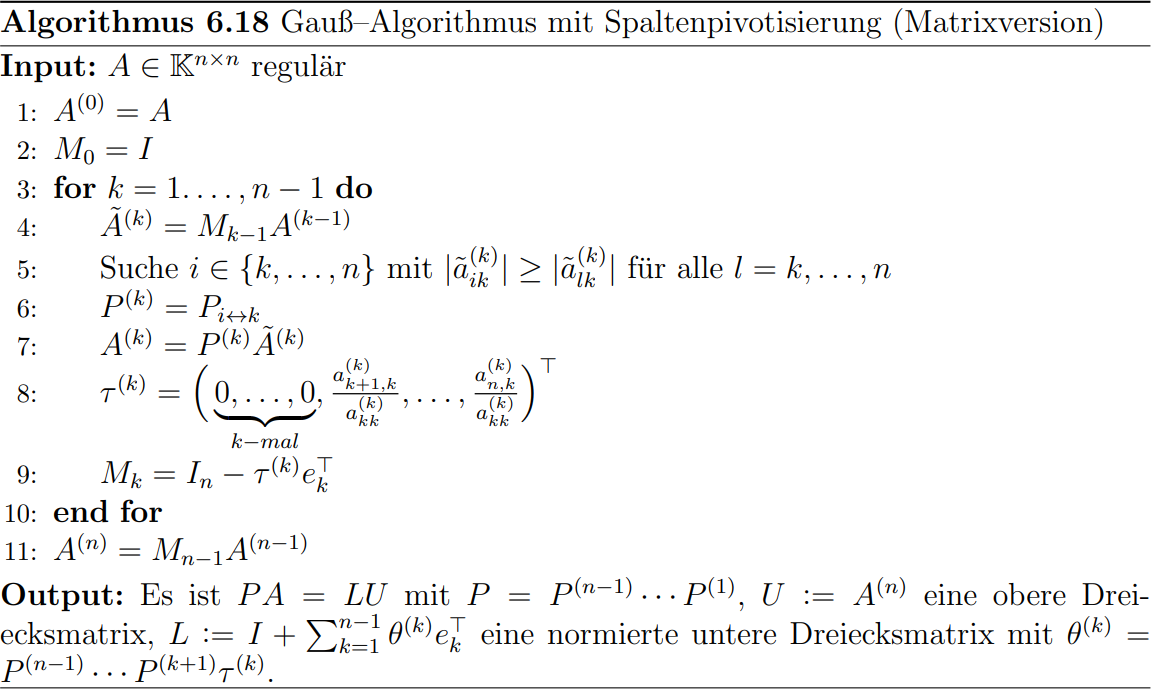 Algorithmus 6.18 Gauß–Algorithmus mit Spaltenpivotisierung (Matrixversion)
Input: $A \in \mathbb{K}^{n \times n}$ regulär
1: $A^{(0)} = A$
2: $M_0 = I$
3: for $k = 1. \ldots, n-1$ do
4: $\tilde{A}^{(k)} = M_{k-1} A^{(k-1)}$
5: Suche $i \in \{k, \ldots, n\}$ mit $|\tilde{a}_{ik}^{(k)}| \geq |\tilde{a}_{lk}^{(k)}|$ für alle $l = k, \ldots, n$
6: $P^{(k)} = P_{i \leftrightarrow k}$
7: $A^{(k)} = P^{(k)} \tilde{A}^{(k)}$
8: $\tau^{(k)} = \left( \underbrace{0, \ldots, 0}_{k-mal}, \frac{a_{k+1,k}^{(k)}}{a_{kk}^{(k)}}, \ldots, \frac{a_{n,k}^{(k)}}{a_{kk}^{(k)}} \right)^\top$
9: $M_k = I_n - \tau^{(k)} e_k^\top$
10: end for
11: $A^{(n)} = M_{n-1} A^{(n-1)}$
Output: Es ist $PA = LU$ mit $P = P^{(n-1)} \cdots P^{(1)}$, $U := A^{(n)}$ eine obere Drei-
ecksmatrix, $L := I + \sum_{k=1}^{n-1} \theta^{(k)} e_k^\top$ eine normierte untere Dreiecksmatrix mit $\theta^{(k)} =$
$P^{(n-1)} \cdots P^{(k+1)} \tau^{(k)}$.